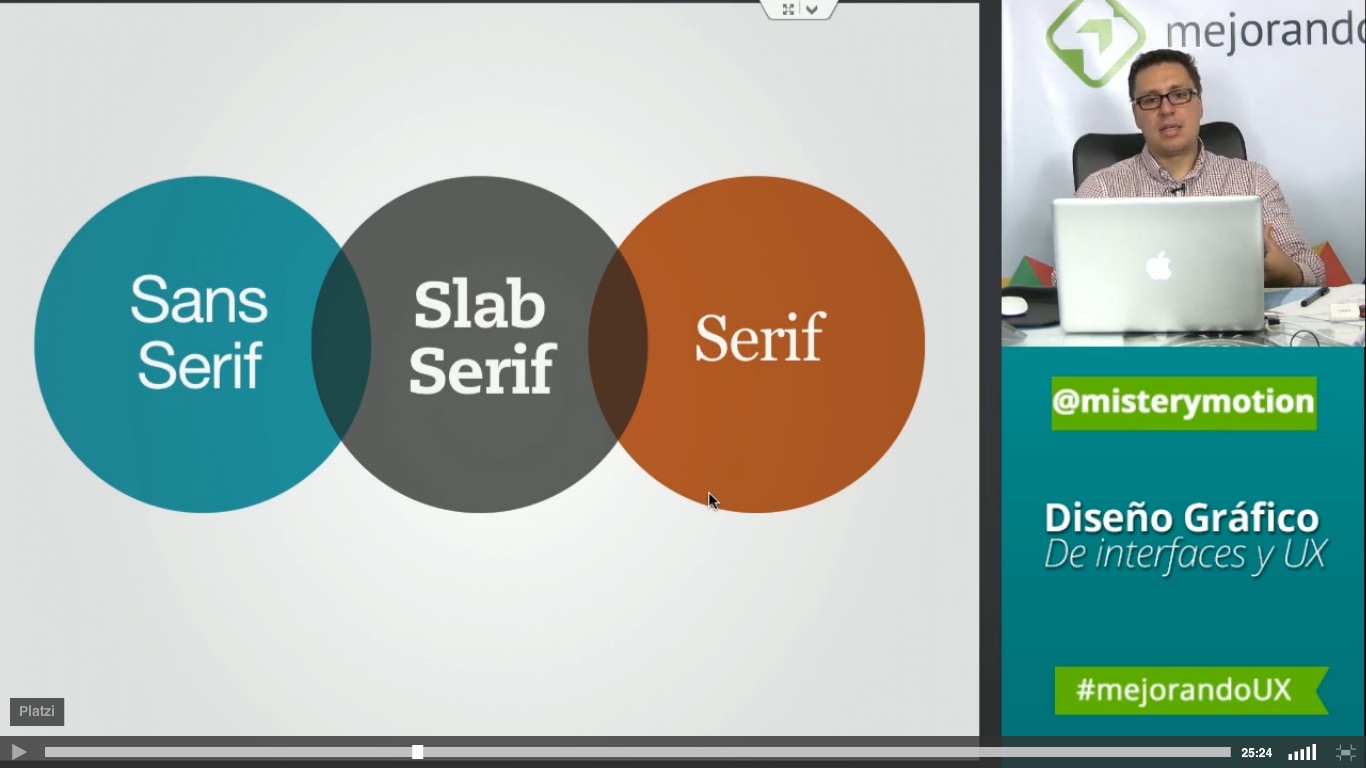 Sans
Serif
Slab
Serif
Serif
mejorando
@misterymotion
Diseño Gráfico
De interfaces y UX
#mejorandoUX
Platzi
25:24